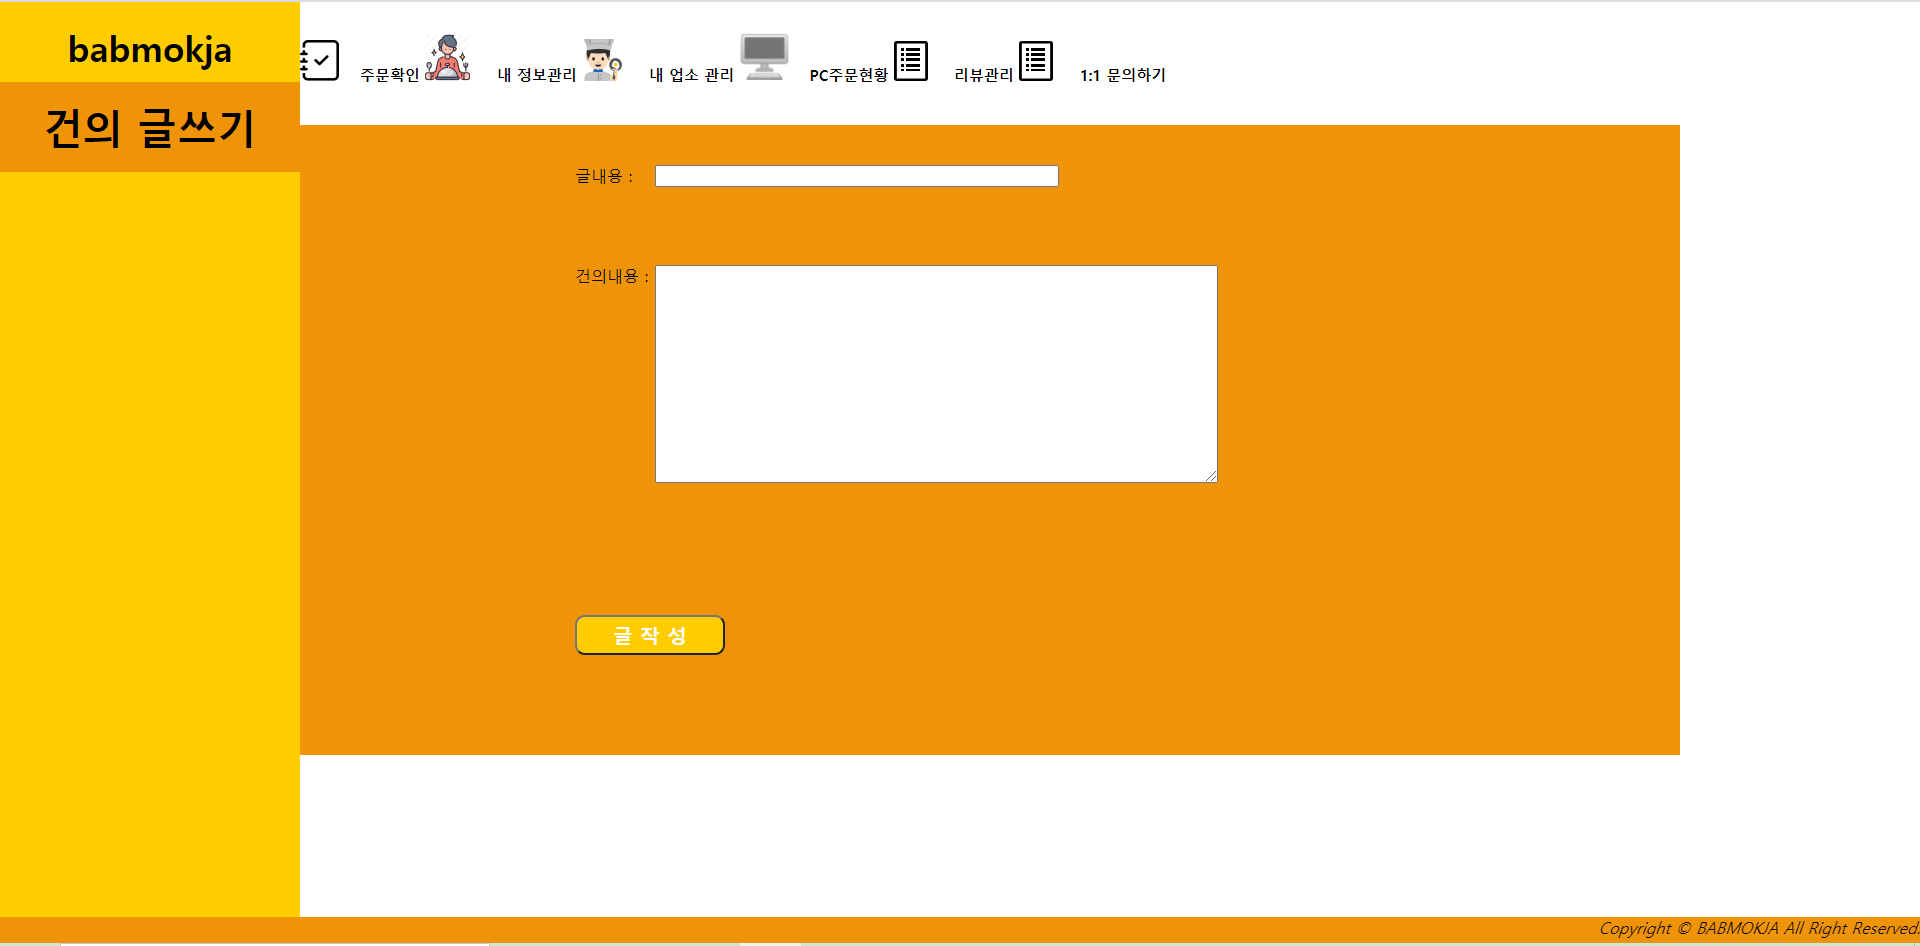 babmokja
건의 글쓰기
주문확인 내 정보관리 내 업소 관리 PC주문현황 리뷰관리 1:1 문의하기
글내용 :
건의내용 :
글 작 성
Copyright © BABMOKJA All Right Reserved.